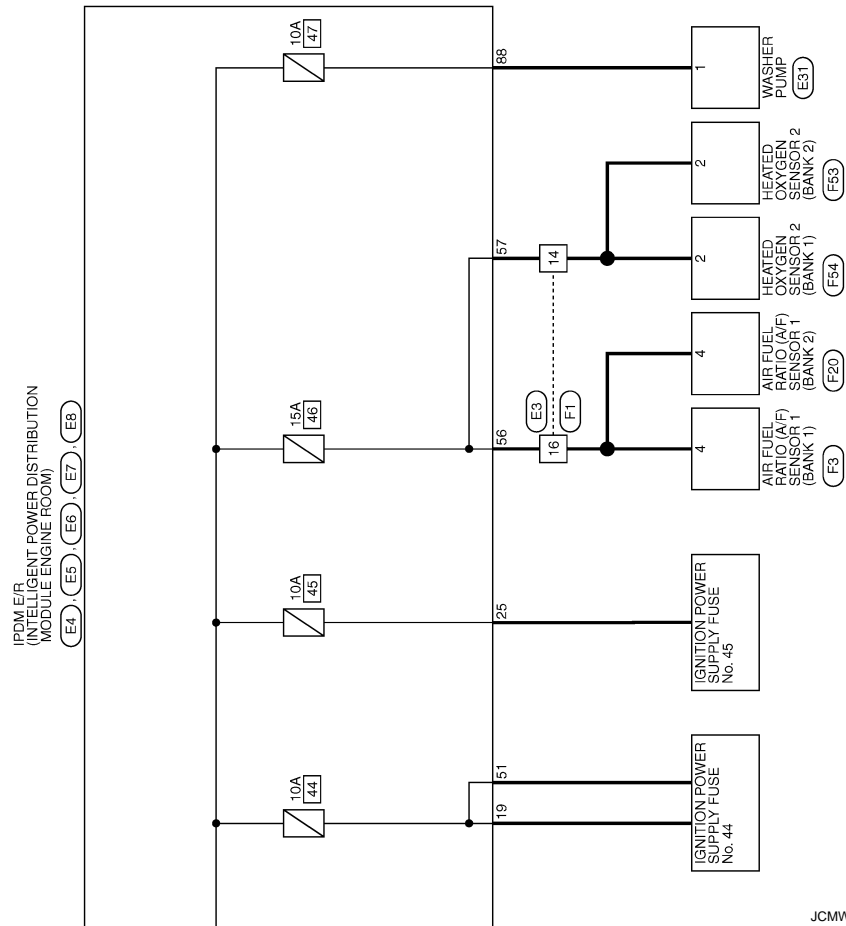 IPDM E/R
(INTELLIGENT POWER DISTRIBUTION
MODULE ENGINE ROOM)
E4 , E5 , E6 , E7 , E8
10A
44
10A
45
15A
46
10A
47
19
51
25
56
57
88
16
14
E3
F1
IGNITION POWER
SUPPLY FUSE
No. 44
IGNITION POWER
SUPPLY FUSE
No. 45
4
AIR FUEL
RATIO (A/F)
SENSOR 1
(BANK 1)
F3
4
AIR FUEL
RATIO (A/F)
SENSOR 1
(BANK 2)
F20
2
HEATED
OXYGEN
SENSOR 2
(BANK 1)
F54
2
HEATED
OXYGEN
SENSOR 2
(BANK 2)
F53
1
WASHER
PUMP
E31